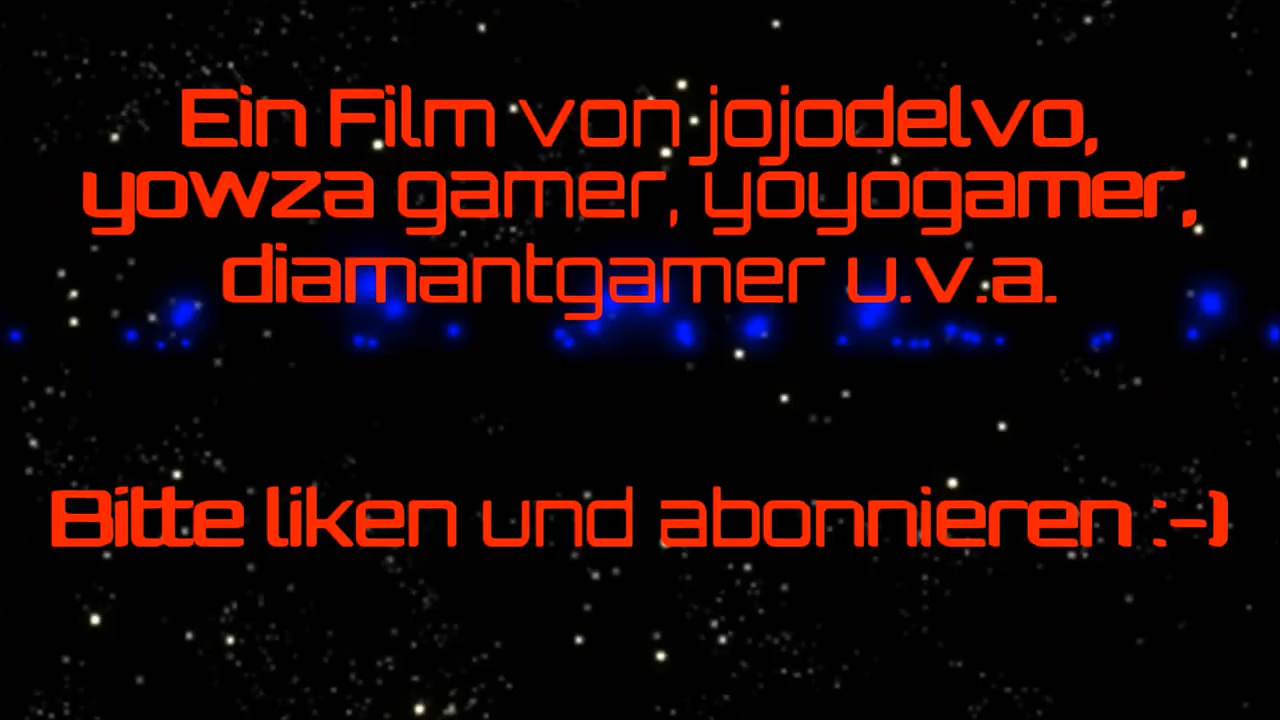 Ein Film von jojodelvo,
yowza gamer, yoyogamer,
diamantgamer u.v.a.
Bitte liken und abonnieren :-)